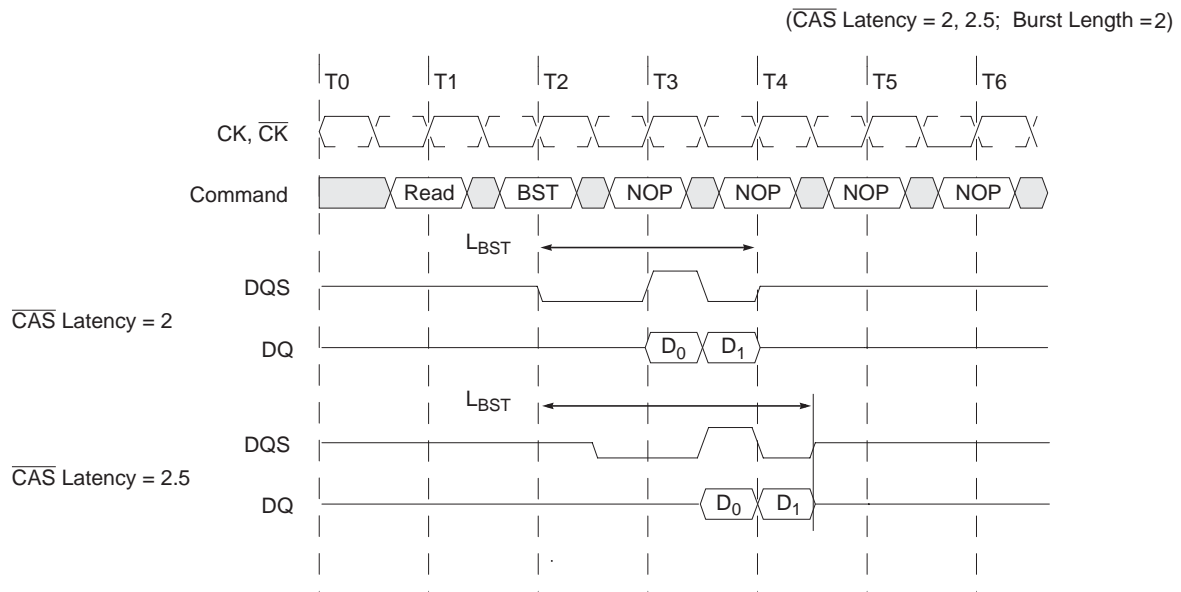 (CAS Latency = 2, 2.5; Burst Length =2)
T0 T1 T2 T3 T4 T5 T6
CK, CK
Command Read BST NOP NOP NOP NOP
LBST
DQS
CAS Latency = 2
DQ D0 D1
LBST
DQS
CAS Latency = 2.5
DQ D0 D1